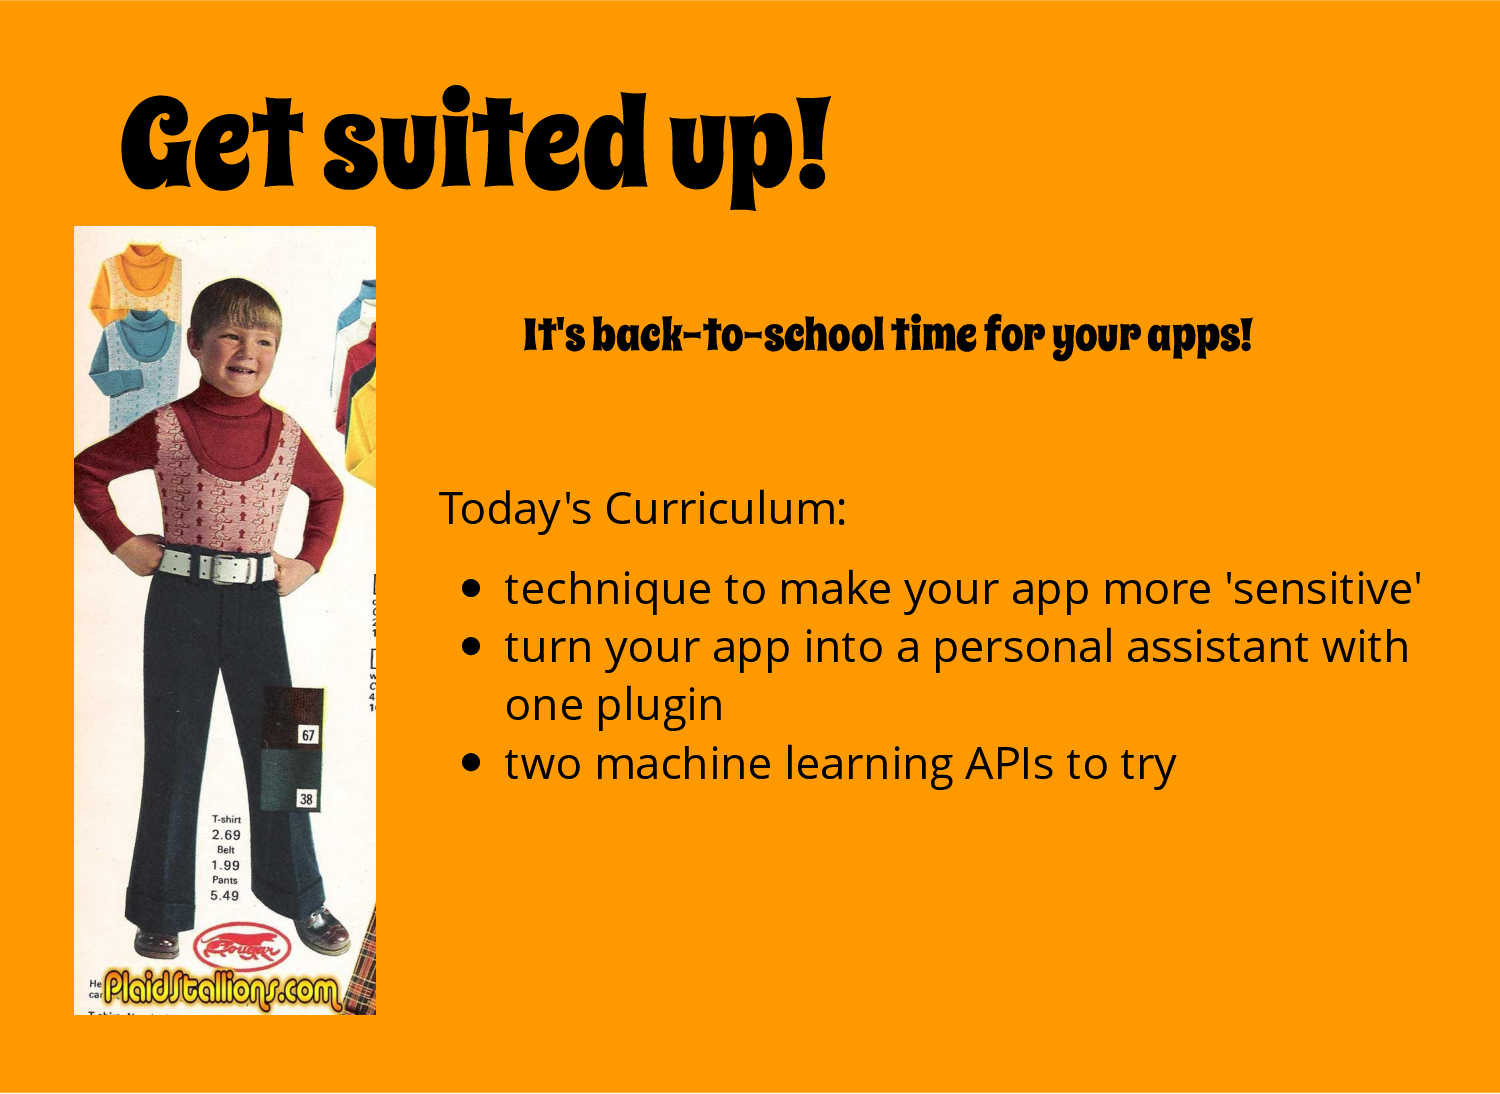 Get suited up!
It's back-to-school time for your apps!
Today's Curriculum:
technique to make your app more 'sensitive'
turn your app into a personal assistant with
one plugin
two machine learning APIs to try
67
38
T-shirt
2.69
Belt
1.99
Pants
5.49
Cougar
PlaidStallions.com